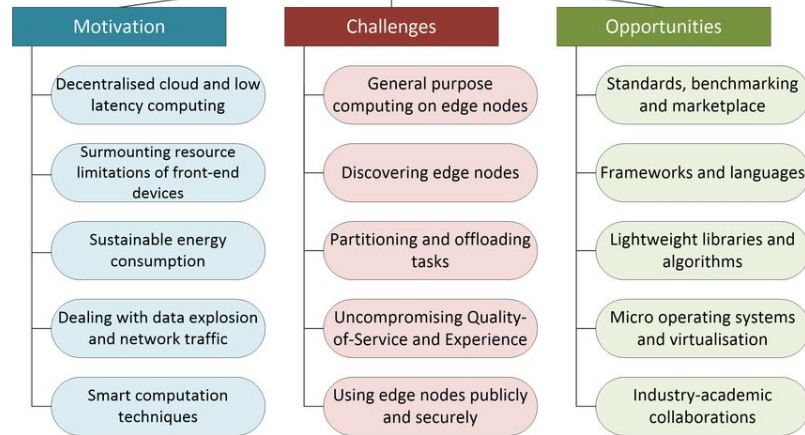 Motivation
Decentralised cloud and low
latency computing
Surmounting resource
limitations of front-end
devices
Sustainable energy
consumption
Dealing with data explosion
and network traffic
Smart computation
techniques
Challenges
General purpose
computing on edge nodes
Discovering edge nodes
Partitioning and offloading
tasks
Uncompromising Quality-
of-Service and Experience
Using edge nodes publicly
and securely
Opportunities
Standards, benchmarking
and marketplace
Frameworks and languages
Lightweight libraries and
algorithms
Micro operating systems
and virtualisation
Industry-academic
collaborations